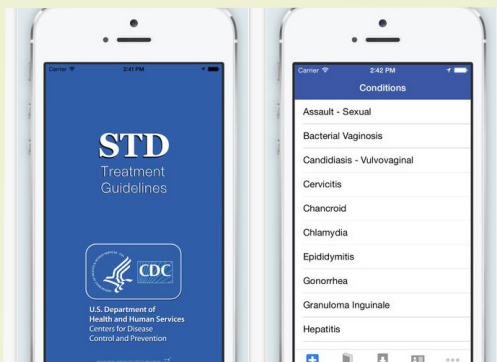 Carrier 2:41 PM
STD
Treatment
Guidelines
CDC
U.S. Department of
Health and Human Services
Centers for Disease
Control and Prevention
Carrier 2:42 PM
Conditions
Assault - Sexual
Bacterial Vaginosis
Candidiasis - Vulvovaginal
Cervicitis
Chancroid
Chlamydia
Epididymitis
Gonorrhea
Granuloma Inguinale
Hepatitis